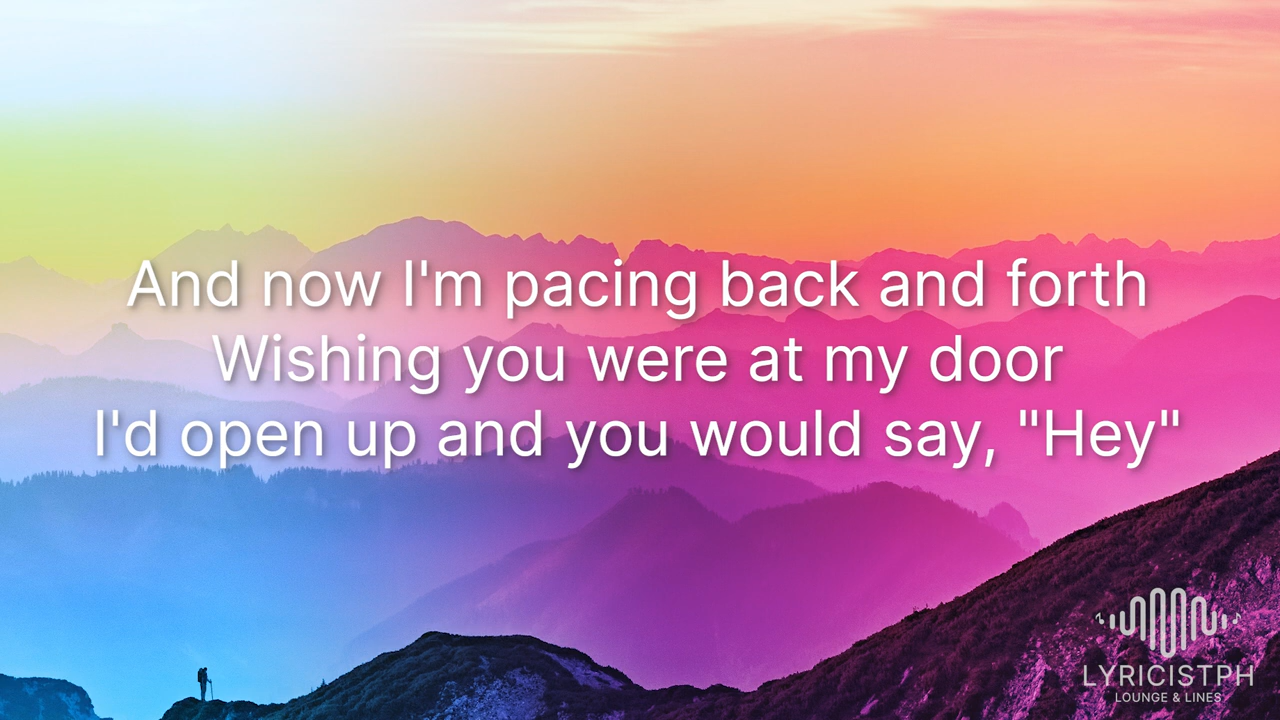 And now I'm pacing back and forth
Wishing you were at my door
I'd open up and you would say, "Hey"
LYRICISTPH
LOUNGE & LINES